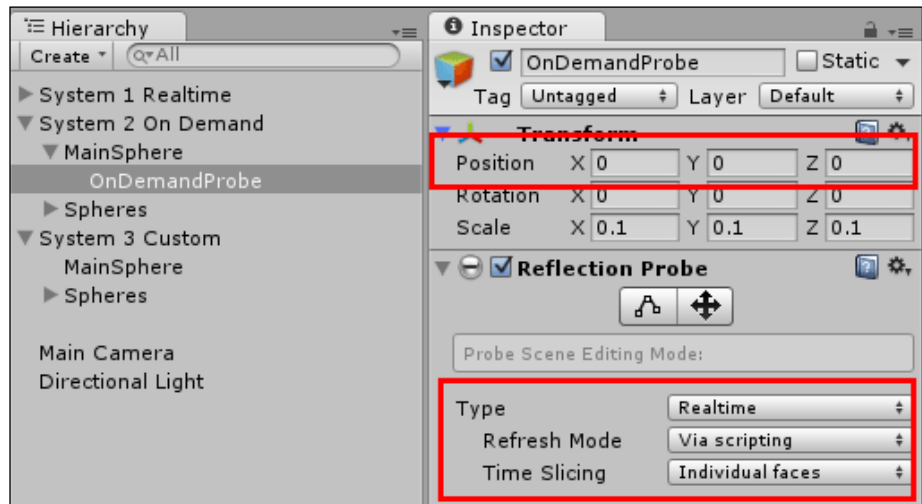 Hierarchy
Create
All
System 1 Realtime
System 2 On Demand
MainSphere
OnDemandProbe
Spheres
System 3 Custom
MainSphere
Spheres
Main Camera
Directional Light
Inspector
OnDemandProbe
Static
Tag Untagged Layer Default
Transform
Position X 0 Y 0 Z 0
Rotation X 0 Y 0 Z 0
Scale X 0.1 Y 0.1 Z 0.1
Reflection Probe
Probe Scene Editing Mode:
Type Realtime
Refresh Mode Via scripting
Time Slicing Individual faces